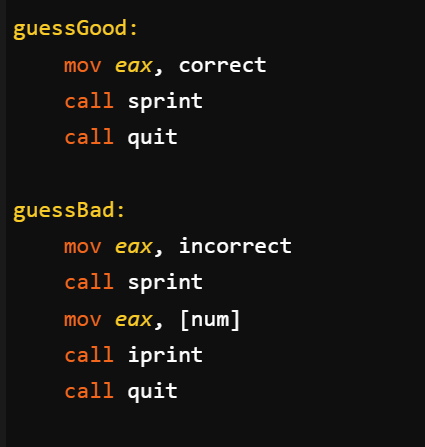 guessGood:
mov eax, correct
call sprint
call quit
guessBad:
mov eax, incorrect
call sprint
mov eax, [num]
call iprint
call quit